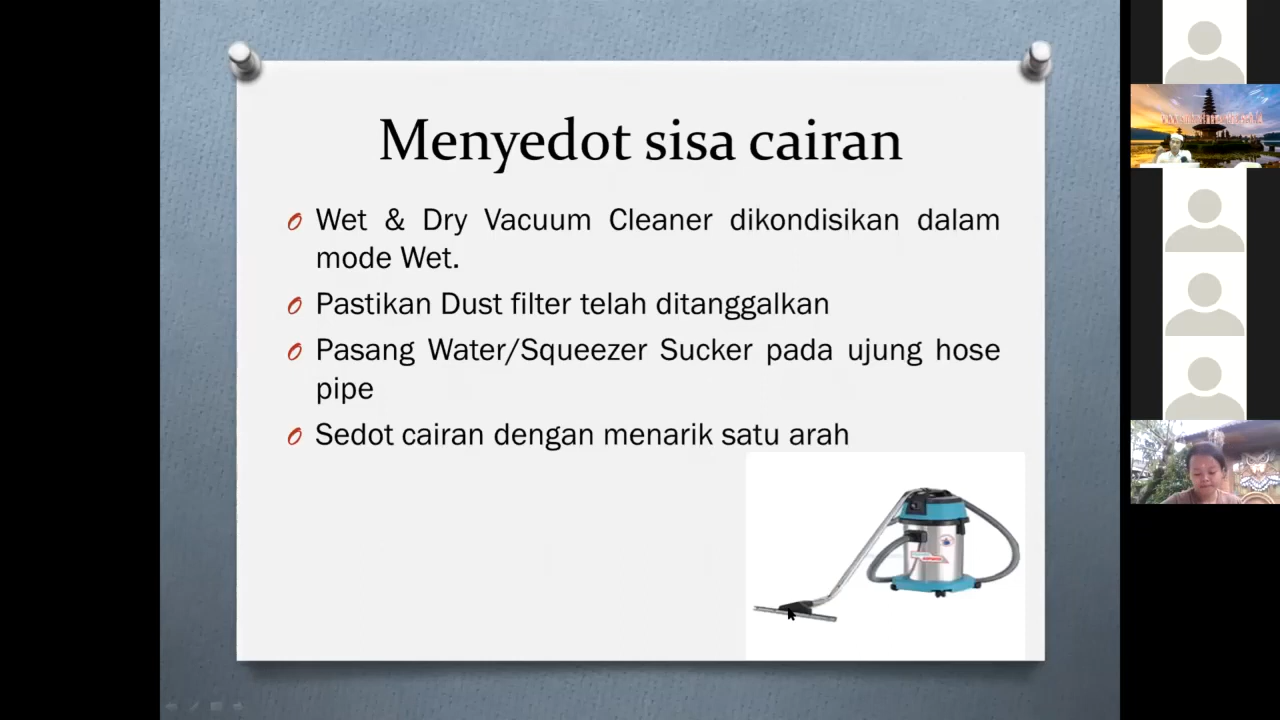 Menyedot sisa cairan
Wet & Dry Vacuum Cleaner dikondisikan dalam
mode Wet.
Pastikan Dust filter telah ditanggalkan
Pasang Water/Squeezer Sucker pada ujung hose
pipe
Sedot cairan dengan menarik satu arah